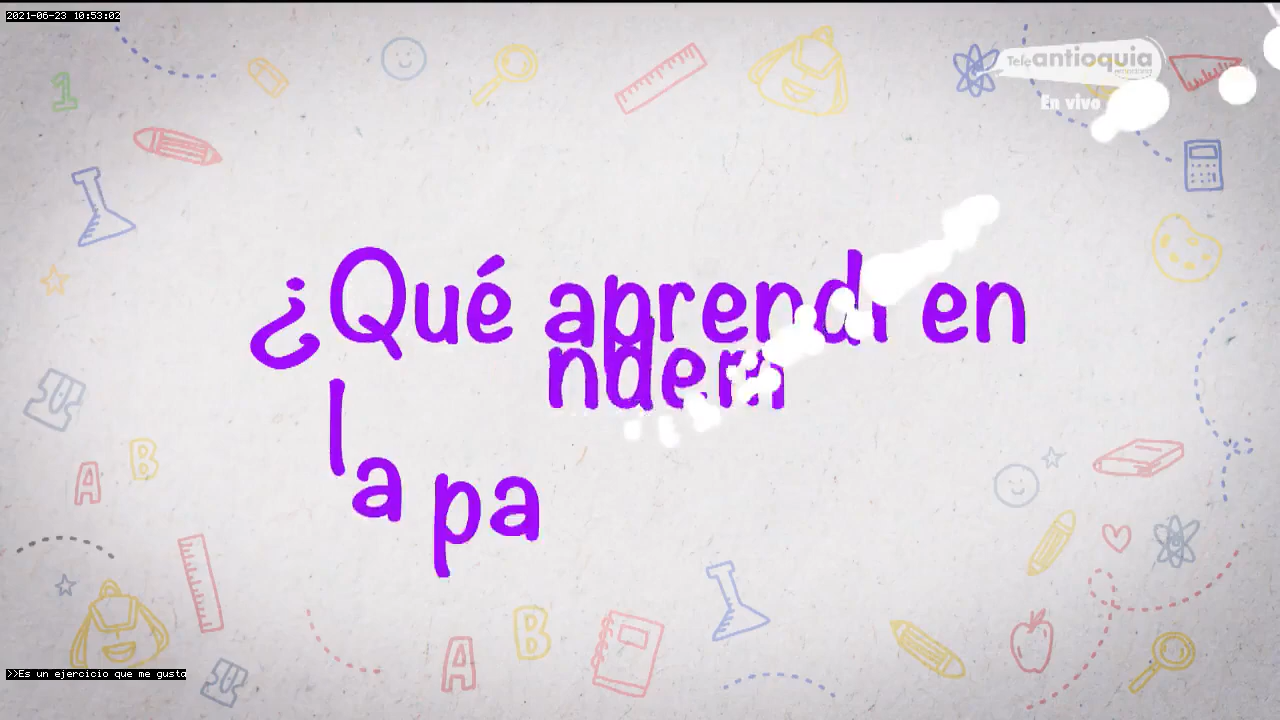 2021-06-23 10:53:02
Teleantioquia
En vivo
¿Qué aprendí en
la pa
>>Es un ejercicio que me gusta
1
A B
A B